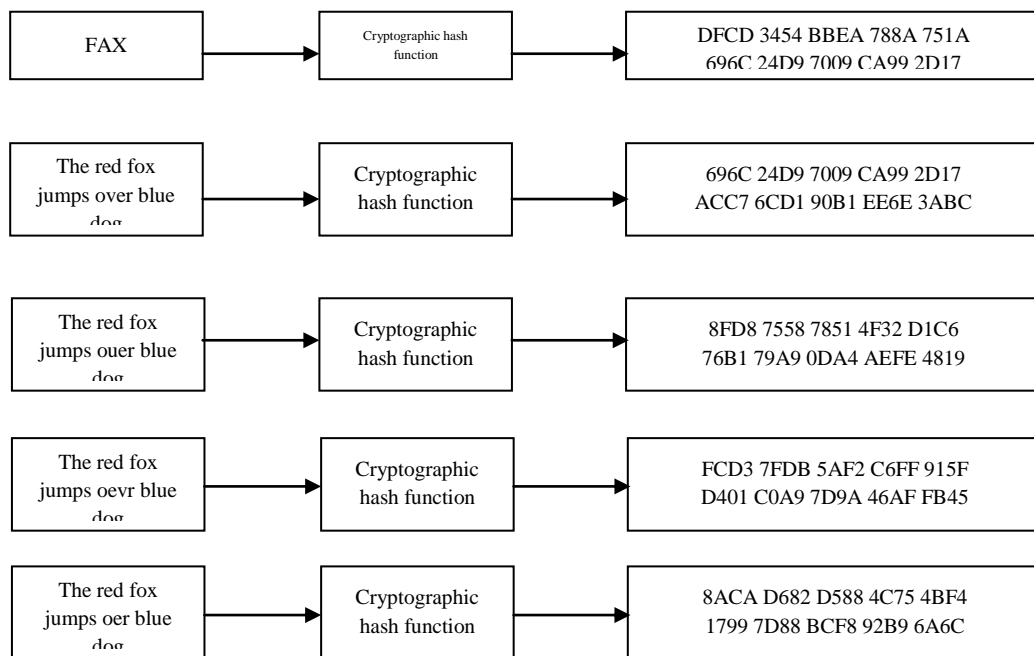 FAX
Cryptographic hash
function
DFCD 3454 BBEA 788A 751A
696C 24D9 7009 CA99 2D17
The red fox
jumps over blue
dog
Cryptographic
hash function
696C 24D9 7009 CA99 2D17
ACC7 6CD1 90B1 EE6E 3ABC
The red fox
jumps ouer blue
dog
Cryptographic
hash function
8FD8 7558 7851 4F32 D1C6
76B1 79A9 0DA4 AEFE 4819
The red fox
jumps oevr blue
dog
Cryptographic
hash function
FCD3 7FDB 5AF2 C6FF 915F
D401 C0A9 7D9A 46AF FB45
The red fox
jumps oer blue
dog
Cryptographic
hash function
8ACA D682 D588 4C75 4BF4
1799 7D88 BCF8 92B9 6A6C